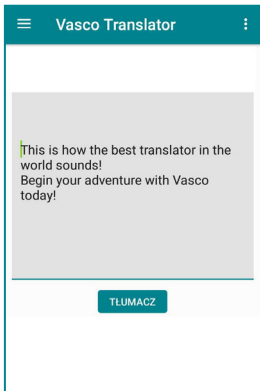 Vasco Translator
This is how the best translator in the
world sounds!
Begin your adventure with Vasco
today!
TŁUMACZ